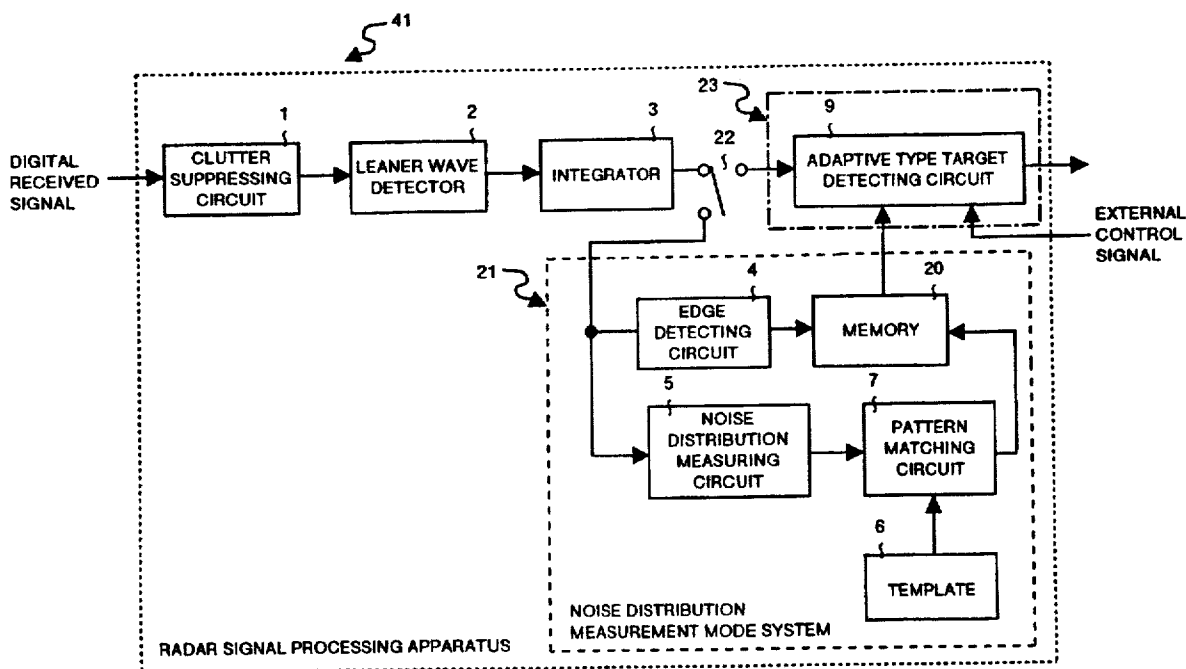 41
23
1
2
3
22
9
DIGITAL
RECEIVED
SIGNAL
CLUTTER
SUPPRESSING
CIRCUIT
LEANER WAVE
DETECTOR
INTEGRATOR
ADAPTIVE TYPE TARGET
DETECTING CIRCUIT
EXTERNAL
CONTROL
SIGNAL
21
4
20
EDGE
DETECTING
CIRCUIT
MEMORY
5
7
NOISE
DISTRIBUTION
MEASURING
CIRCUIT
PATTERN
MATCHING
CIRCUIT
6
TEMPLATE
NOISE DISTRIBUTION
MEASUREMENT MODE SYSTEM
RADAR SIGNAL PROCESSING APPARATUS